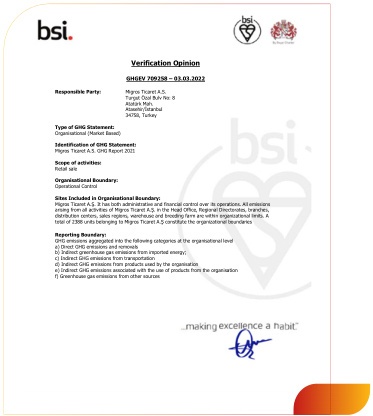 bsi.
Verification Opinion
GHGEV 709258 – 03.03.2022
Responsible Party: Migros Ticaret A.S.
Turgut Özal Bulv No: 8
Atatürk Mah.
Atasehir/İstanbul
34758, Turkey
Type of GHG Statement:
Organisational (Market Based)
Identification of GHG Statement:
Migros Ticaret A.S. GHG Report 2021
Scope of activities:
Retail sale
Organisational Boundary:
Operational Control
Sites Included in Organisational Boundary:
Migros Ticaret A.Ş. It has both administrative and financial control over its operations. All emissions
arising from all activities of Migros Ticaret A.Ş. in the Head Office, Regional Directorates, branches,
distribution centers, sales regions, warehouse and breeding farm are within organizational limits. A
total of 2388 units belonging to Migros Ticaret A.Ş constitute the organizational boundaries
Reporting Boundary:
GHG emissions aggregated into the following categories at the organisational level
a) Direct GHG emissions and removals
b) Indirect greenhouse gas emissions from imported energy;
c) Indirect GHG emissions from transportation
d) Indirect GHG emissions from products used by the organisation
e) Indirect GHG emissions associated with the use of products from the organisation
f) Greenhouse gas emissions from other sources
bsi.
...making excellence a habit.